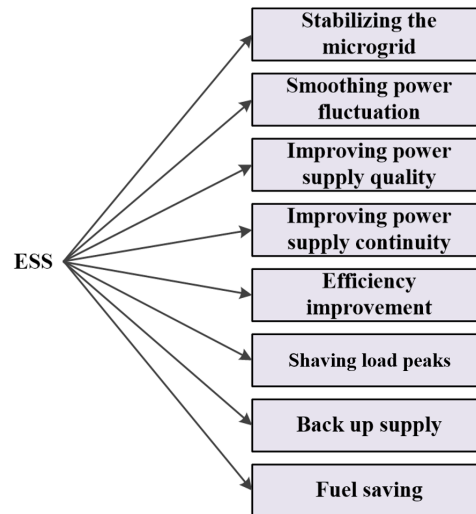 Stabilizing the
microgrid
Smoothing power
fluctuation
Improving power
supply quality
Improving power
supply continuity
ESS
Efficiency
improvement
Shaving load peaks
Back up supply
Fuel saving